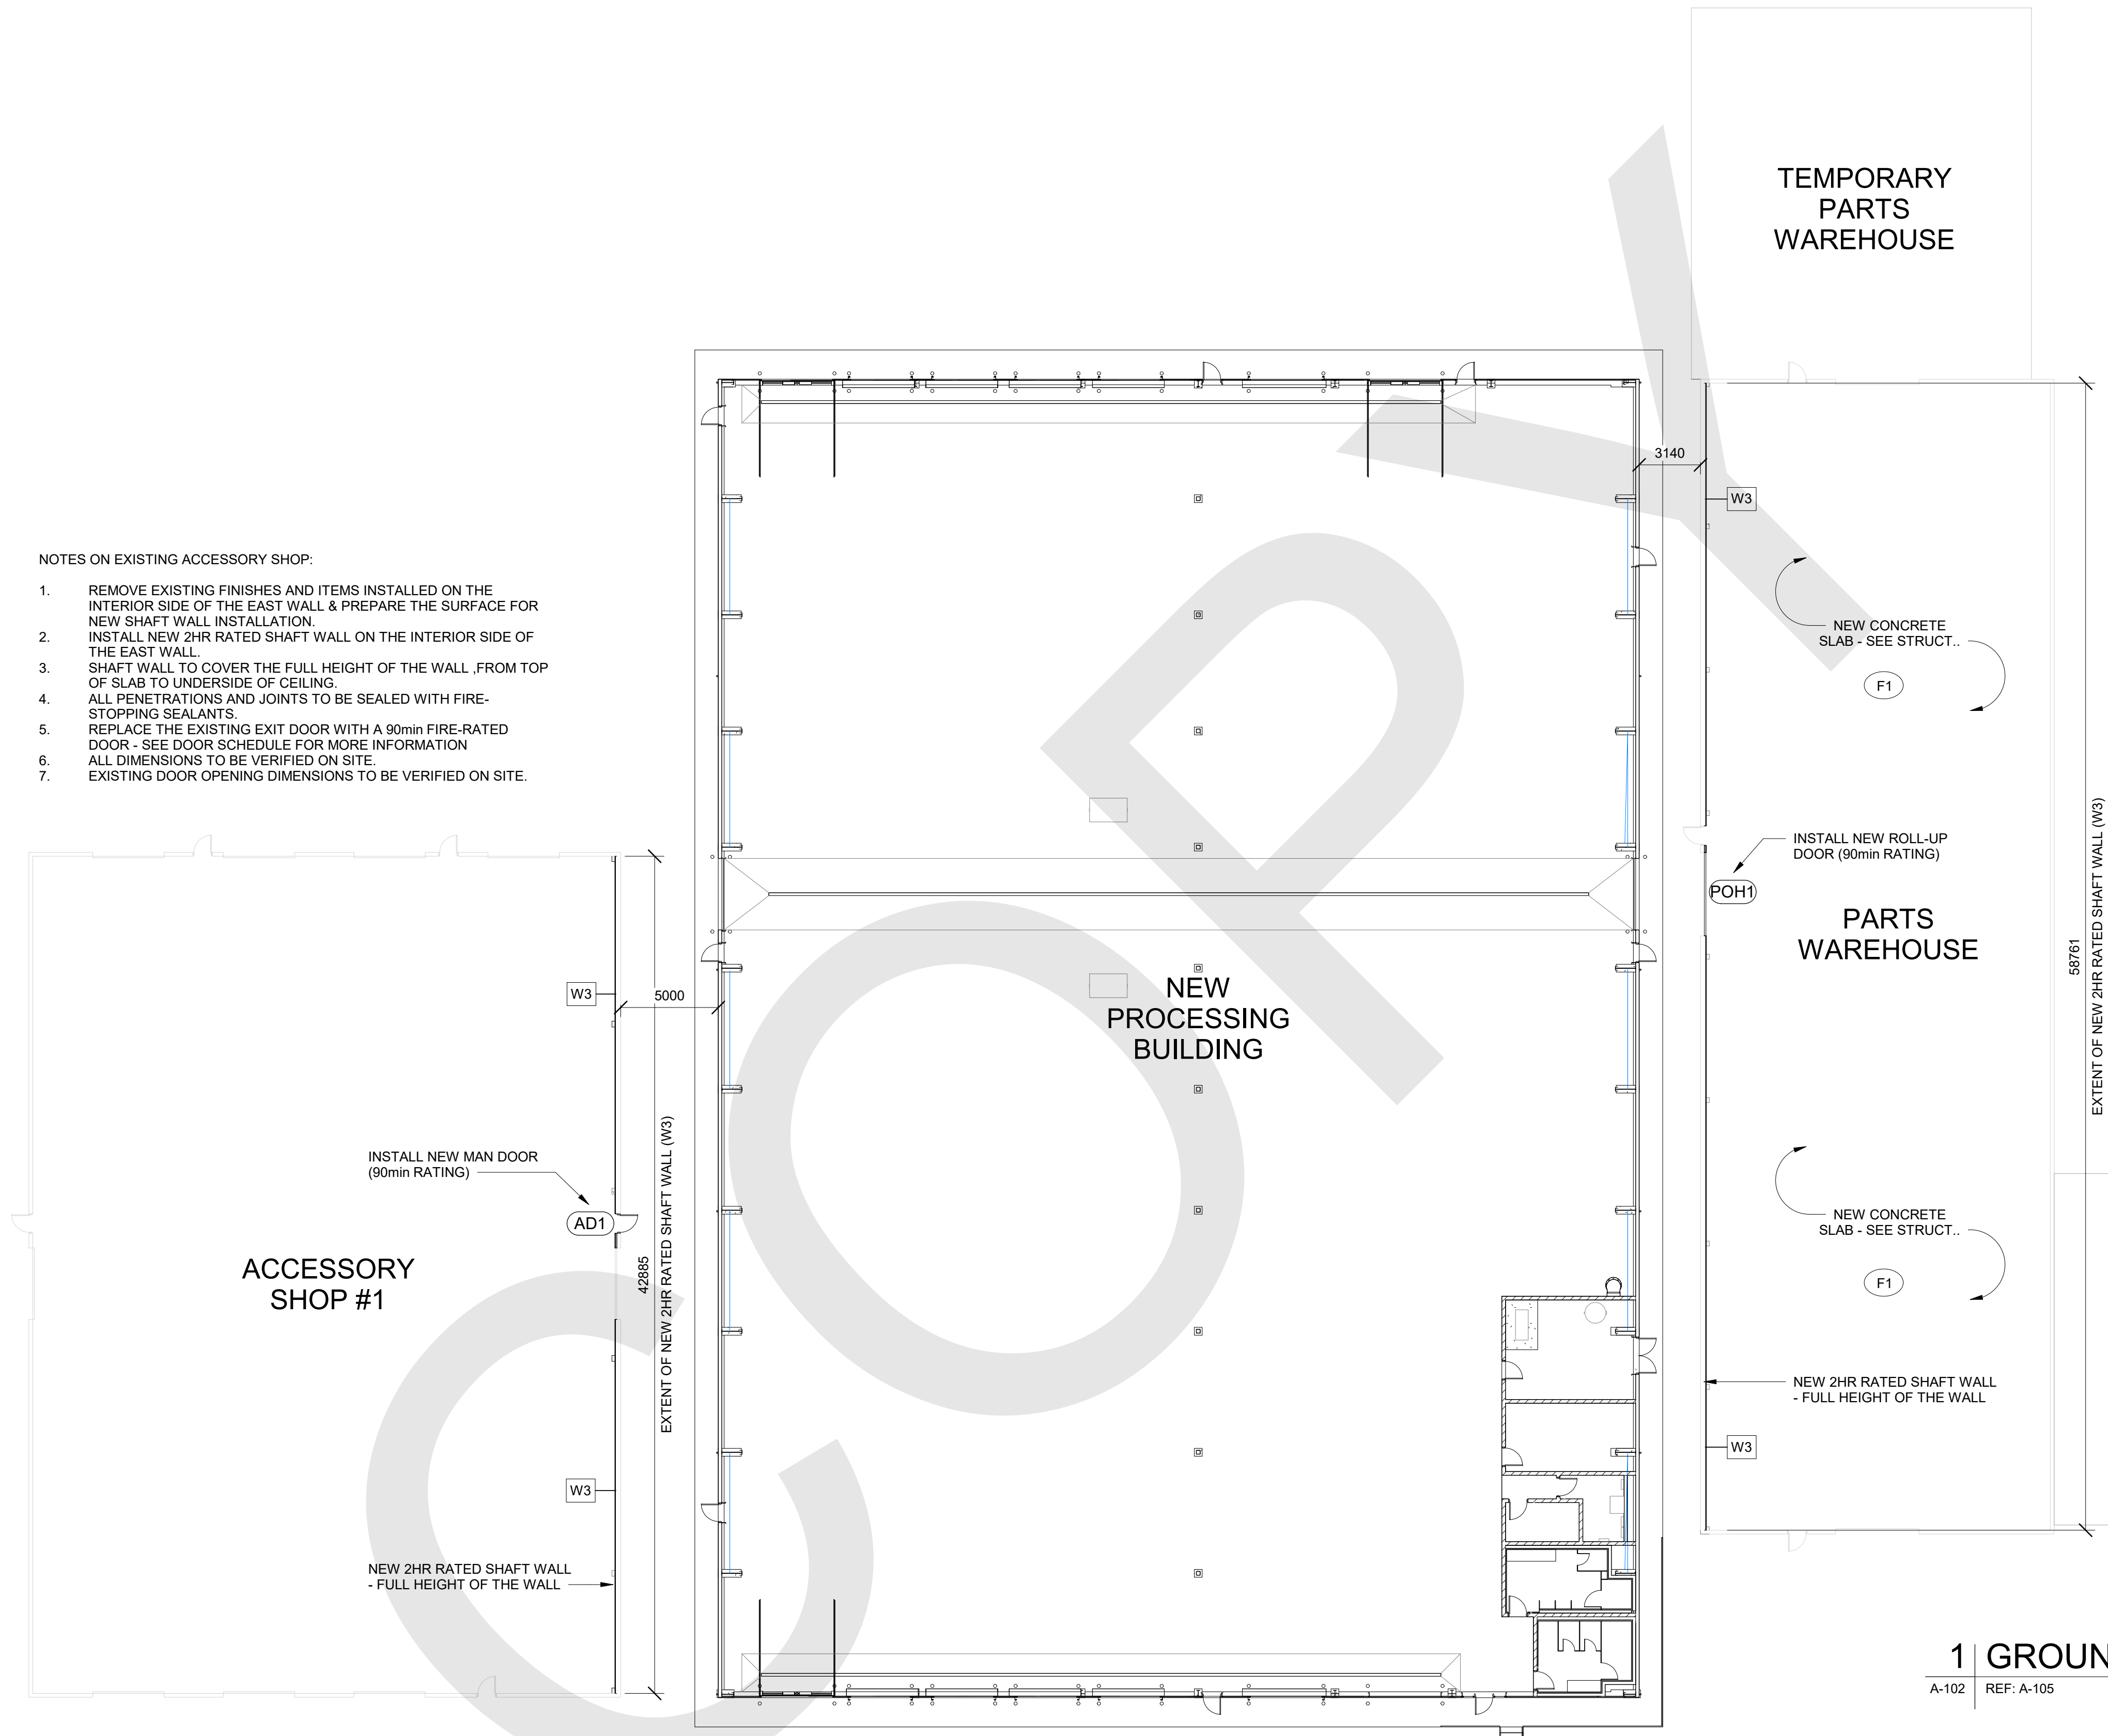 TEMPORARY
PARTS
WAREHOUSE
3140
W3
NOTES ON EXISTING ACCESSORY SHOP:
1. REMOVE EXISTING FINISHES AND ITEMS INSTALLED ON THE
INTERIOR SIDE OF THE EAST WALL & PREPARE THE SURFACE FOR
NEW SHAFT WALL INSTALLATION.
2. INSTALL NEW 2HR RATED SHAFT WALL ON THE INTERIOR SIDE OF
THE EAST WALL.
3. SHAFT WALL TO COVER THE FULL HEIGHT OF THE WALL ,FROM TOP
OF SLAB TO UNDERSIDE OF CEILING.
4. ALL PENETRATIONS AND JOINTS TO BE SEALED WITH FIRE-
STOPPING SEALANTS.
5. REPLACE THE EXISTING EXIT DOOR WITH A 90min FIRE-RATED
DOOR - SEE DOOR SCHEDULE FOR MORE INFORMATION
6. ALL DIMENSIONS TO BE VERIFIED ON SITE.
7. EXISTING DOOR OPENING DIMENSIONS TO BE VERIFIED ON SITE.
NEW CONCRETE
SLAB - SEE STRUCT..
F1
INSTALL NEW ROLL-UP
DOOR (90min RATING)
POH1
PARTS
WAREHOUSE
58761
EXTENT OF NEW 2HR RATED SHAFT WALL (W3)
W3
5000
NEW
PROCESSING
BUILDING
INSTALL NEW MAN DOOR
(90min RATING)
AD1
ACCESSORY
SHOP #1
42885
EXTENT OF NEW 2HR RATED SHAFT WALL (W3)
NEW CONCRETE
SLAB - SEE STRUCT..
F1
NEW 2HR RATED SHAFT WALL
- FULL HEIGHT OF THE WALL
W3
W3
NEW 2HR RATED SHAFT WALL
- FULL HEIGHT OF THE WALL
1 GROUN
A-102 REF: A-105
COPY